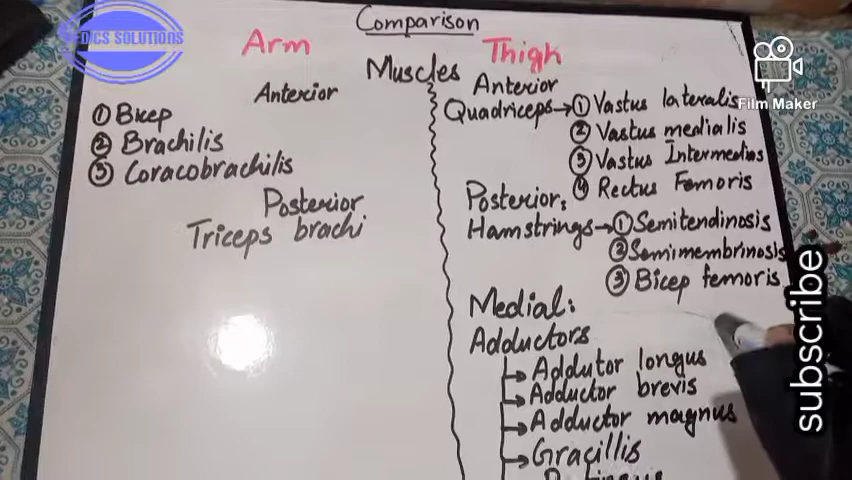 EDICS SOLUTIONS
Comparison
Arm
Thigh
Muscles
Anterior
① Bicep
② Brachilis
③ Coracobrachilis
Posterior
Triceps brachi
Anterior
Quadriceps → ① Vastus lateralis
② Vastus medialis
③ Vastus Intermedios
④ Rectus Femoris
Posterior:
Hamstrings → ① Semitendinosis
② Semimembrinosis
③ Bicep femoris
Medial:
Adductors
→ Addutor longus
→ Adductor brevis
→ Adductor magnus
→ Gracillis
Film Maker
subscribe